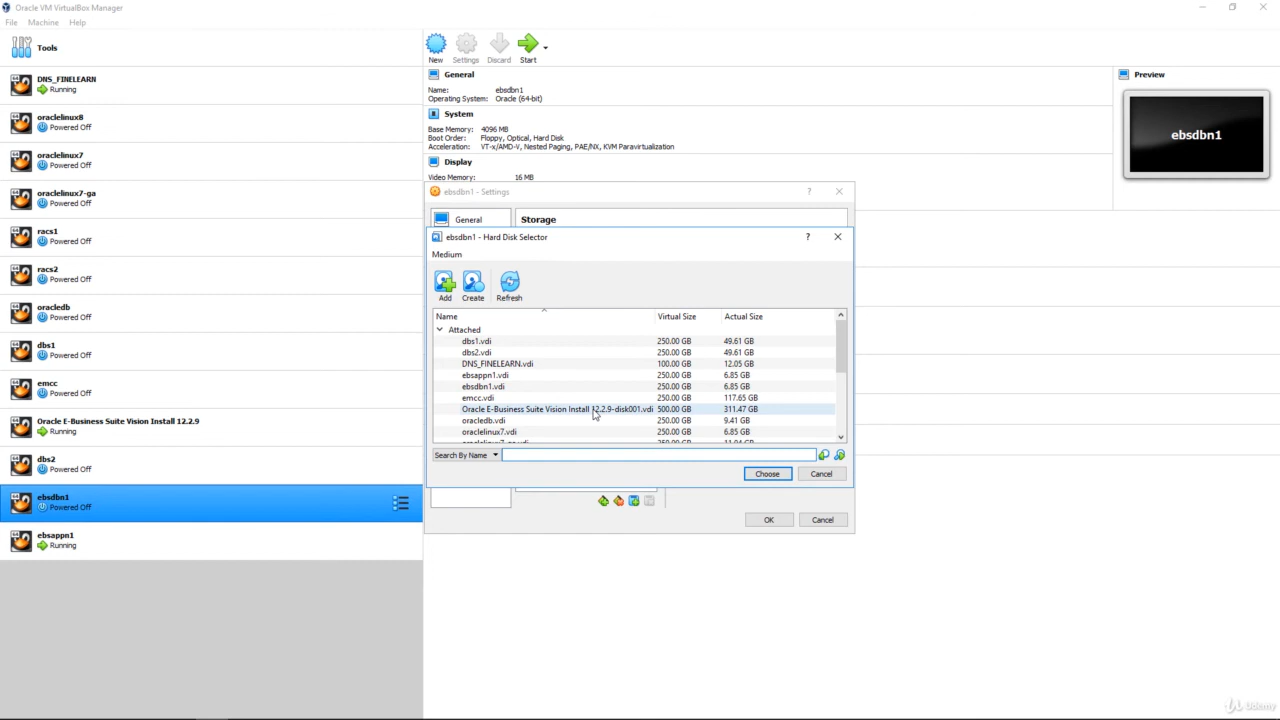 Oracle VM VirtualBox Manager
File Machine Help
Tools
DNS_FINELEARN
Running
oraclelinux8
Powered Off
oraclelinux7
Powered Off
oraclelinux7-ga
Powered Off
racs1
Powered Off
racs2
Powered Off
oracledb
Powered Off
dbs1
Powered Off
emcc
Powered Off
Oracle E-Business Suite Vision Install 12.2.9
Running
dbs2
Powered Off
ebsdbn1
Powered Off
ebsappn1
Running
New Settings Discard Start
General
Name: ebsdbn1
Operating System: Oracle (64-bit)
System
Base Memory: 4096 MB
Boot Order: Floppy, Optical, Hard Disk
Acceleration: VT-x/AMD-V, Nested Paging, PAE/NX, KVM Paravirtualization
Display
Video Memory: 16 MB
Preview
ebsdbn1
ebsdbn1 - Settings ?
General Storage
ebsdbn1 - Hard Disk Selector ?
Medium
Add Create Refresh
Name Virtual Size Actual Size
Attached
dbs1.vdi 250.00 GB 49.61 GB
dbs2.vdi 250.00 GB 49.61 GB
DNS_FINELEARN.vdi 100.00 GB 12.05 GB
ebsappn1.vdi 250.00 GB 6.85 GB
ebsdbn1.vdi 250.00 GB 6.85 GB
emcc.vdi 250.00 GB 117.65 GB
Oracle E-Business Suite Vision Install 12.2.9-disk001.vdi 500.00 GB 311.47 GB
oracledb.vdi 250.00 GB 9.41 GB
oraclelinux7.vdi 250.00 GB 6.85 GB
Search By Name
Choose Cancel
OK Cancel
Udemy